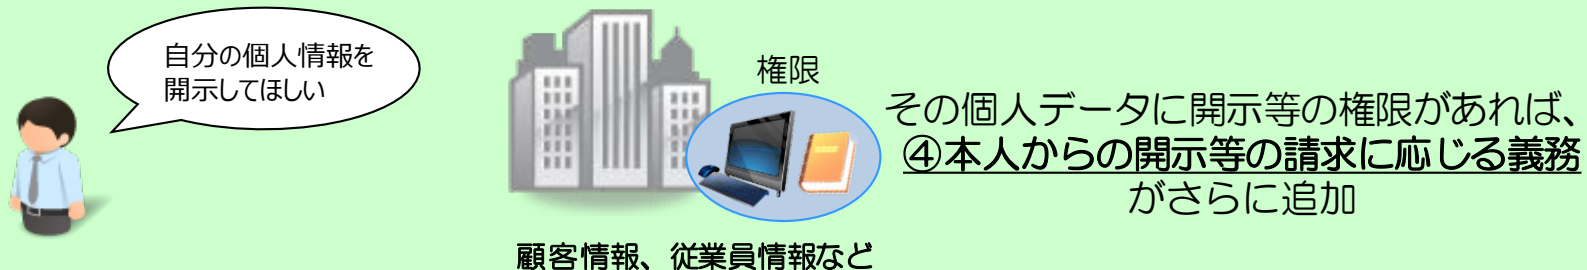 自分の個人情報を
開示してほしい
権限
その個人データに開示等の権限があれば、
④本人からの開示等の請求に応じる義務
がさらに追加
顧客情報、従業員情報など